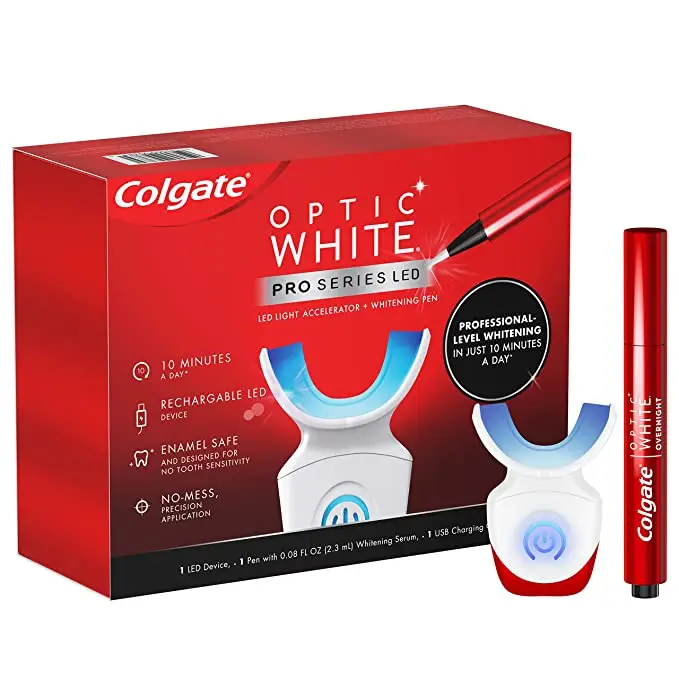 Colgate®
OPTIC
WHITE®
PRO SERIES LED
LED LIGHT ACCELERATOR + WHITENING PEN
PROFESSIONAL-
LEVEL WHITENING
IN JUST 10 MINUTES
A DAY*
10
10 MINUTES
A DAY*
RECHARGABLE LED
DEVICE
ENAMEL SAFE
AND DESIGNED FOR
NO TOOTH SENSITIVITY
NO-MESS,
PRECISION
APPLICATION
1 LED Device, - 1 Pen with 0.08 FL OZ (2.3 mL) Whitening Serum, - 1 USB Charging
Colgate®
OPTIC
WHITE®
OVERNIGHT